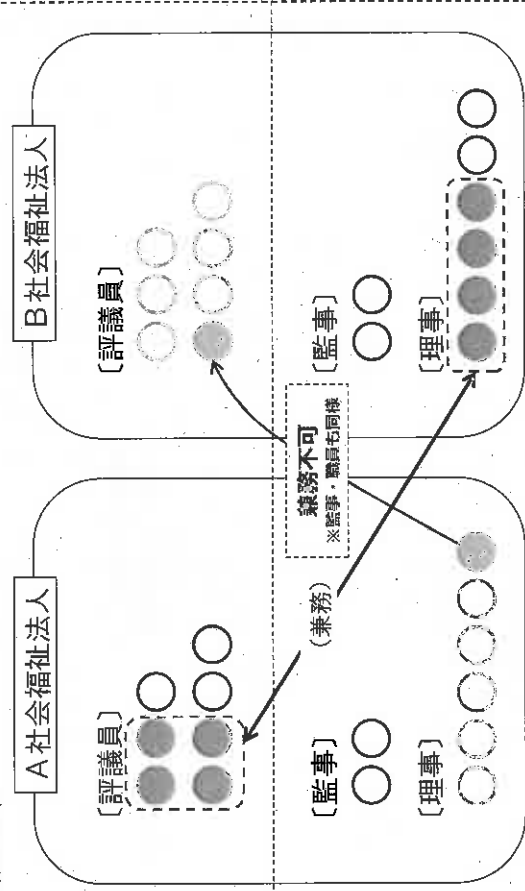 A社会福祉法人
〔評議員〕
〔監事〕
〔理事〕
(兼務)
兼務不可
※監事・職員も同様
B社会福祉法人
〔評議員〕
〔監事〕
〔理事〕